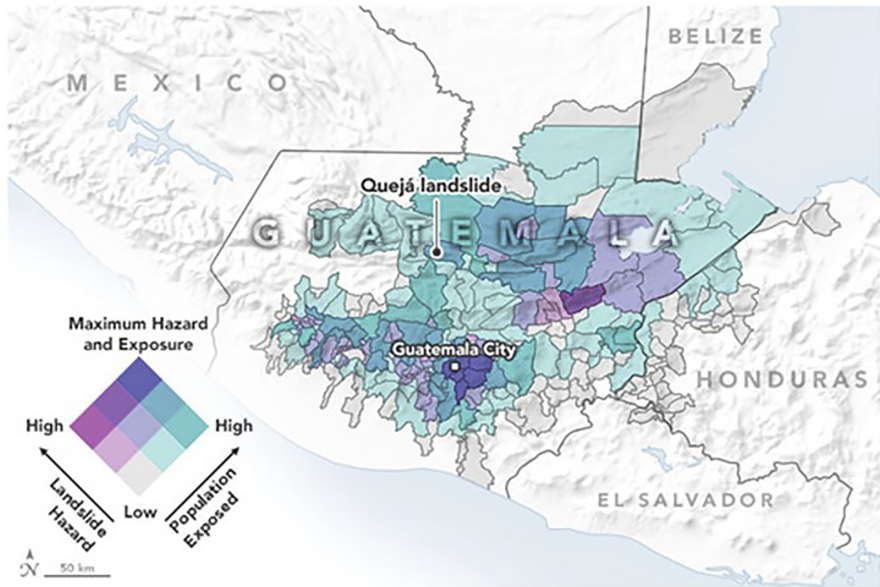 BELIZE
MEXICO
Quejá landslide
GUATEMALA
Maximum Hazard
and Exposure
Guatemala City
HONDURAS
High
High
Landslide
Hazard
Low
Population
Exposed
EL SALVADOR
N
50 km